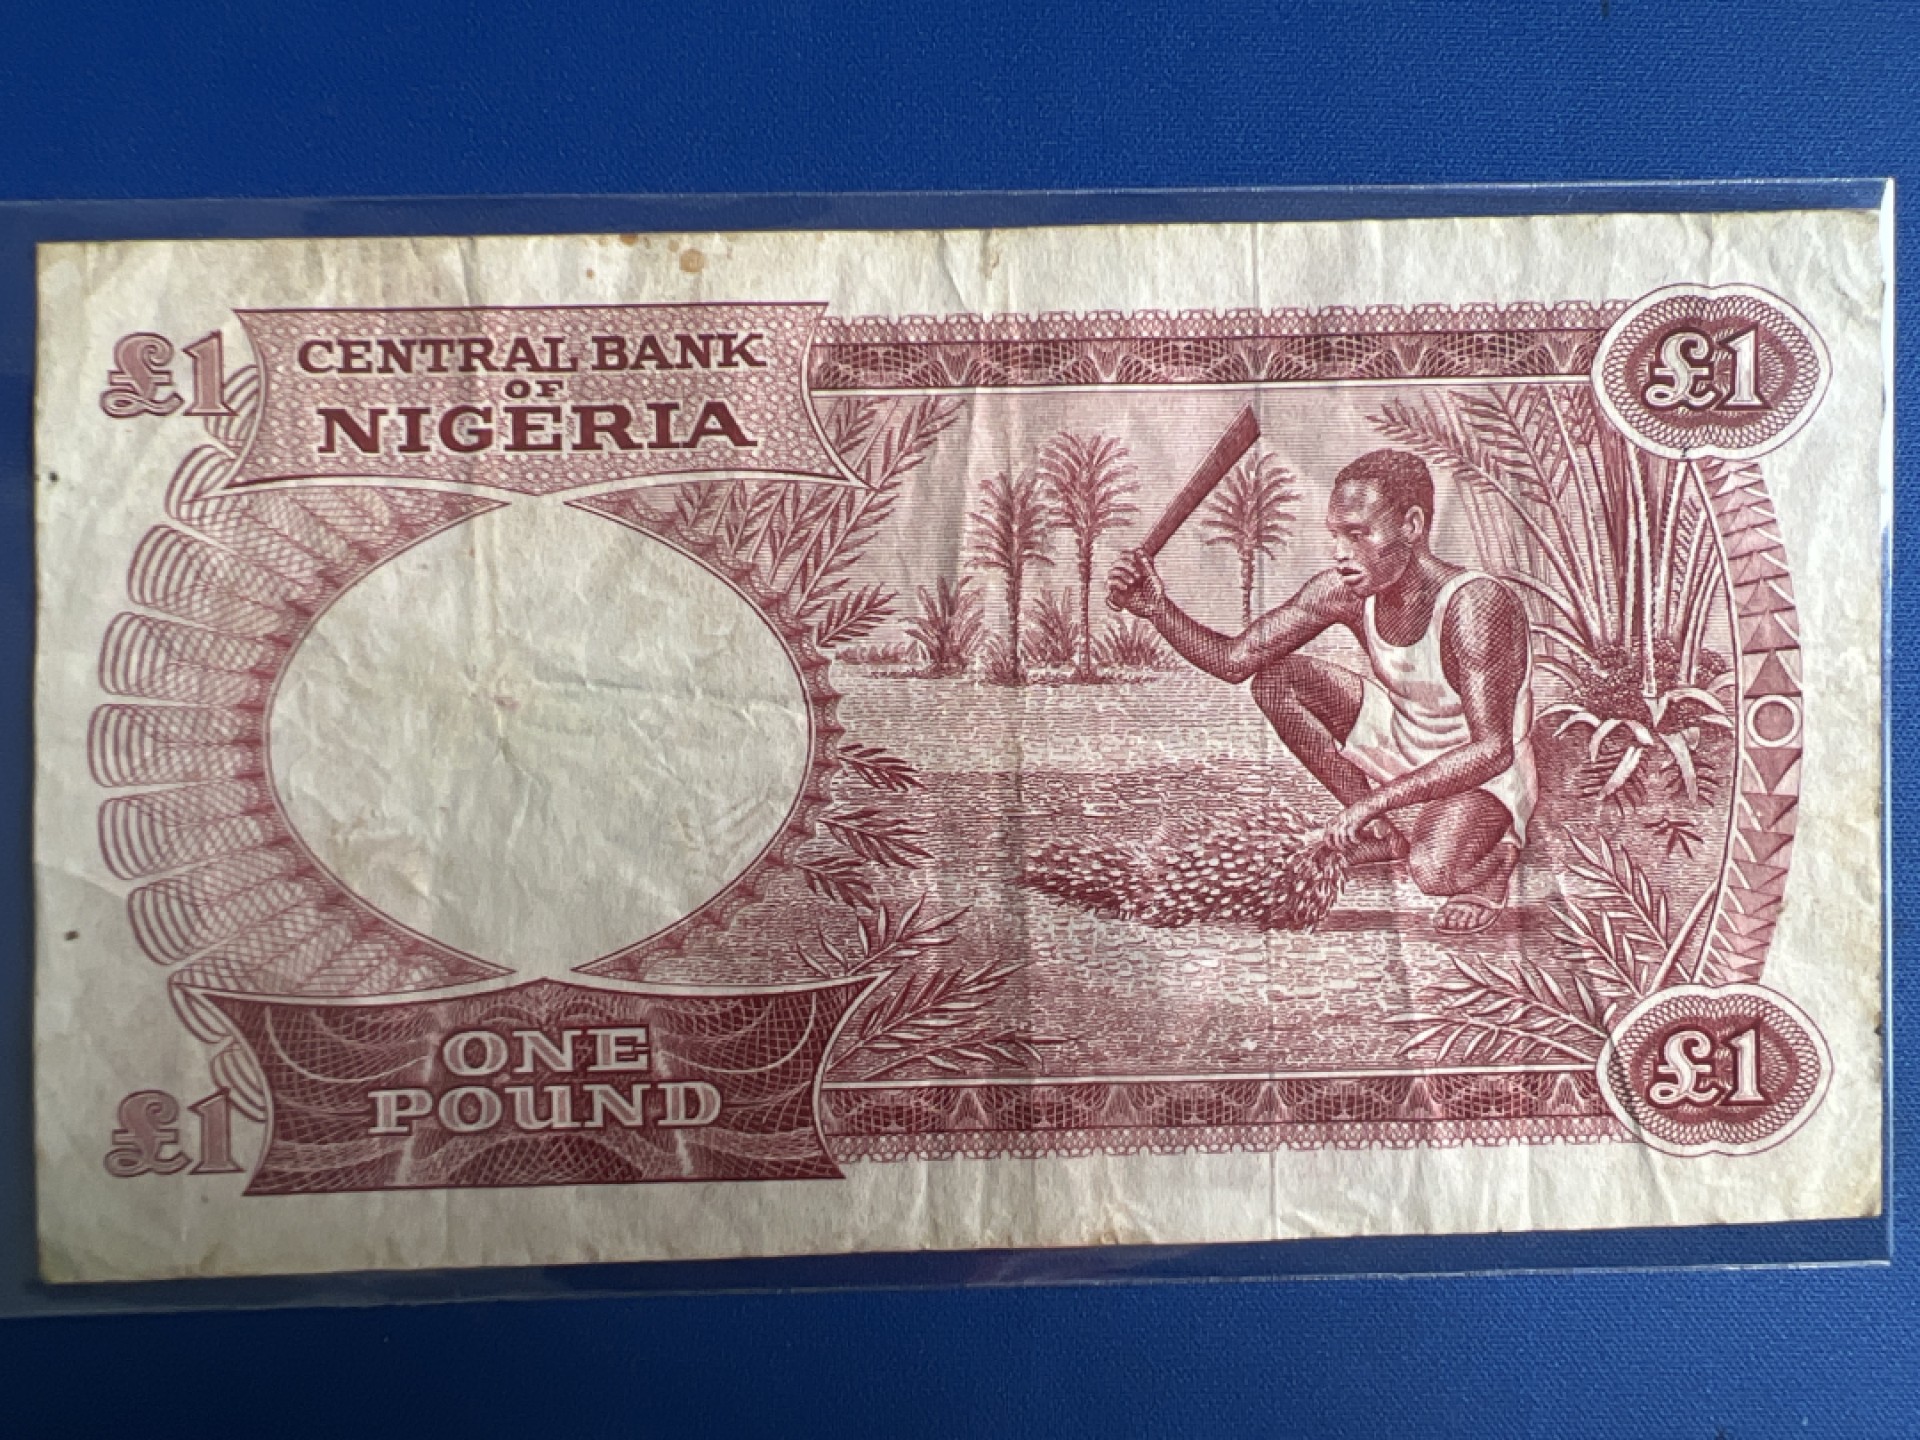 £1
CENTRAL BANK
OF
NIGERIA
£1
ONE
POUND
£1
£1